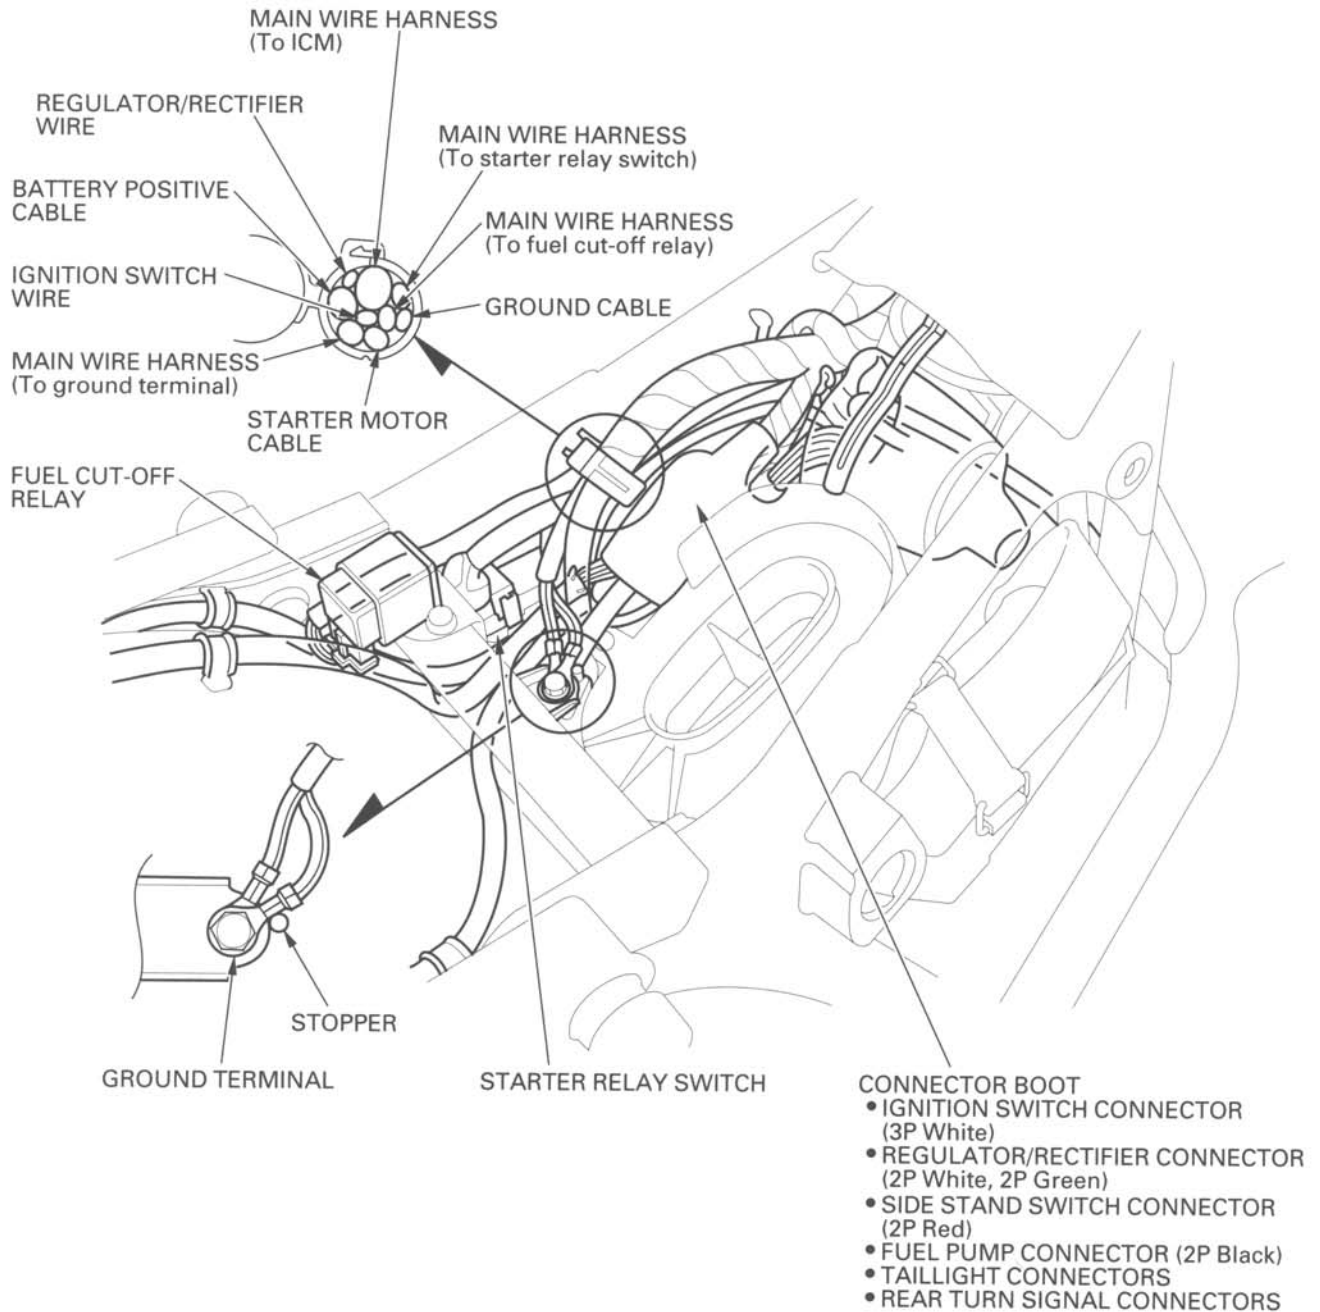 MAIN WIRE HARNESS
(To ICM)
REGULATOR/RECTIFIER
WIRE
MAIN WIRE HARNESS
(To starter relay switch)
BATTERY POSITIVE
CABLE
MAIN WIRE HARNESS
(To fuel cut-off relay)
IGNITION SWITCH
WIRE
GROUND CABLE
MAIN WIRE HARNESS
(To ground terminal)
STARTER MOTOR
CABLE
FUEL CUT-OFF
RELAY
STOPPER
GROUND TERMINAL
STARTER RELAY SWITCH
CONNECTOR BOOT
• IGNITION SWITCH CONNECTOR
(3P White)
• REGULATOR/RECTIFIER CONNECTOR
(2P White, 2P Green)
• SIDE STAND SWITCH CONNECTOR
(2P Red)
• FUEL PUMP CONNECTOR (2P Black)
• TAILLIGHT CONNECTORS
• REAR TURN SIGNAL CONNECTORS